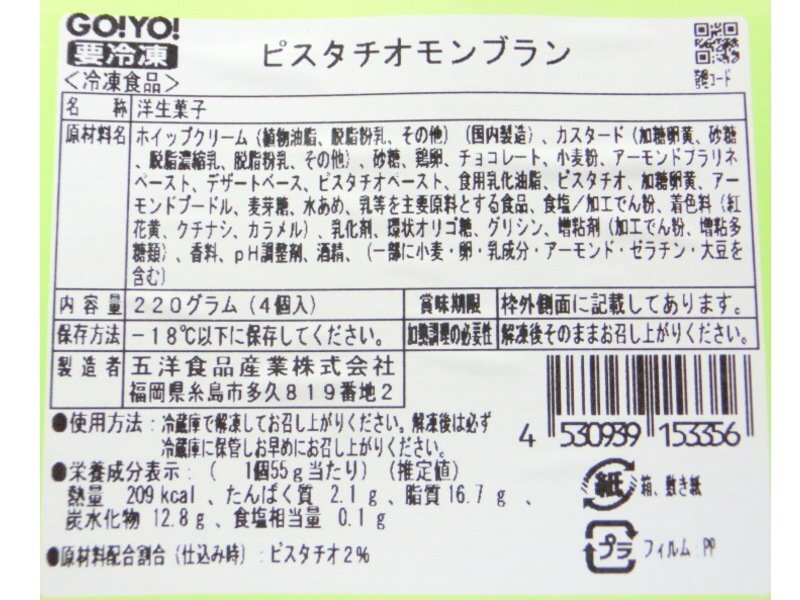 GO!YO!
要冷凍
ピスタチオモンブラン
<冷凍食品>
名 称 洋生菓子
原材料名 ホイップクリーム(植物油脂、脱脂粉乳、その他)(国内製造)、カスタード(加糖卵黄、砂糖
、脱脂濃縮乳、脱脂粉乳、その他)、砂糖、鶏卵、チョコレート、小麦粉、アーモンドプラリネ
ペースト、デザートベース、ピスタチオペースト、食用乳化油脂、ピスタチオ、加糖卵黄、アー
モンドプードル、麦芽糖、水あめ、乳等を主要原料とする食品、食塩/加工でん粉、着色料(紅
花黄、クチナシ、カラメル)、乳化剤、環状オリゴ糖、グリシン、増粘剤(加工でん粉、増粘多
糖類)、香料、pH調整剤、酒精、(一部に小麦・卵・乳成分・アーモンド・ゼラチン・大豆を
含む)
内容量 220グラム(4個入) 賞味期限 枠外側面に記載してあります。
保存方法 -18℃以下に保存してください。 加熱調理の必要性 解凍後そのままお召し上がりください。
製造者 五洋食品産業株式会社
福岡県糸島市多久819番地2
●使用方法:冷蔵庫で解凍してお召し上がりください。解凍後は必ず
冷蔵庫に保管しお早めにお召し上がりください。
4 530939 153356
●栄養成分表示:( 1個55g当たり)(推定値)
熱量 209kcal、たんぱく質 2.1g、脂質16.7g、
炭水化物 12.8g、食塩相当量 0.1g
紙 箱、敷き紙
●原材料配合割合(仕込み時):ピスタチオ2%
プラ フィルム:PP